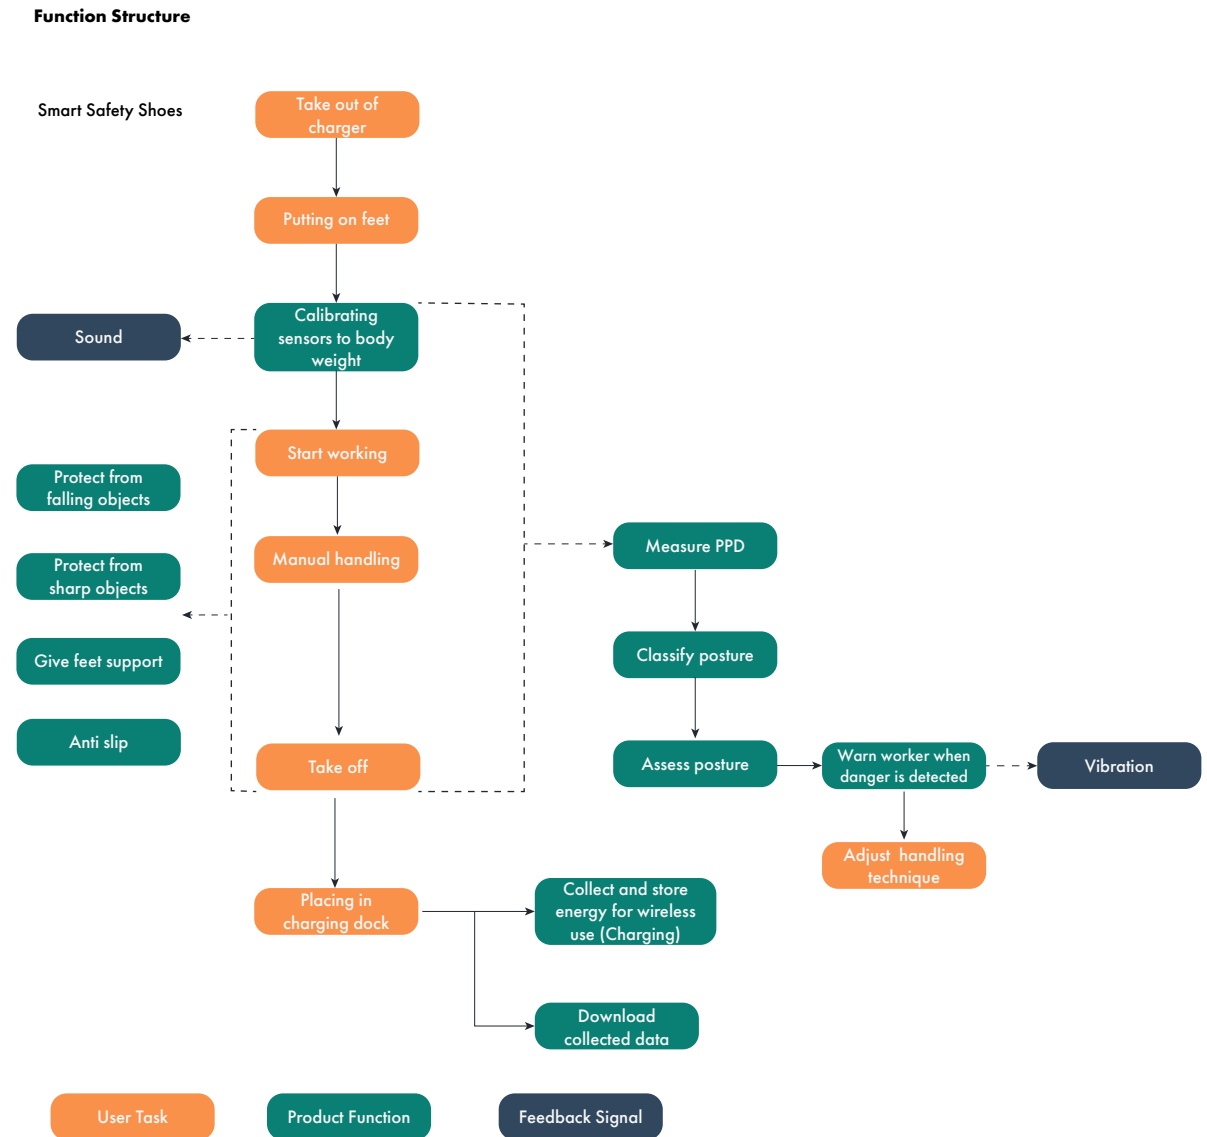 Function Structure
Smart Safety Shoes
Take out of
charger
Putting on feet
Calibrating
sensors to body
weight
Sound
Start working
Protect from
falling objects
Manual handling
Measure PPD
Protect from
sharp objects
Give feet support
Classify posture
Anti slip
Take off
Assess posture
Warn worker when
danger is detected
Vibration
Adjust handling
technique
Placing in
charging dock
Collect and store
energy for wireless
use (Charging)
Download
collected data
User Task
Product Function
Feedback Signal